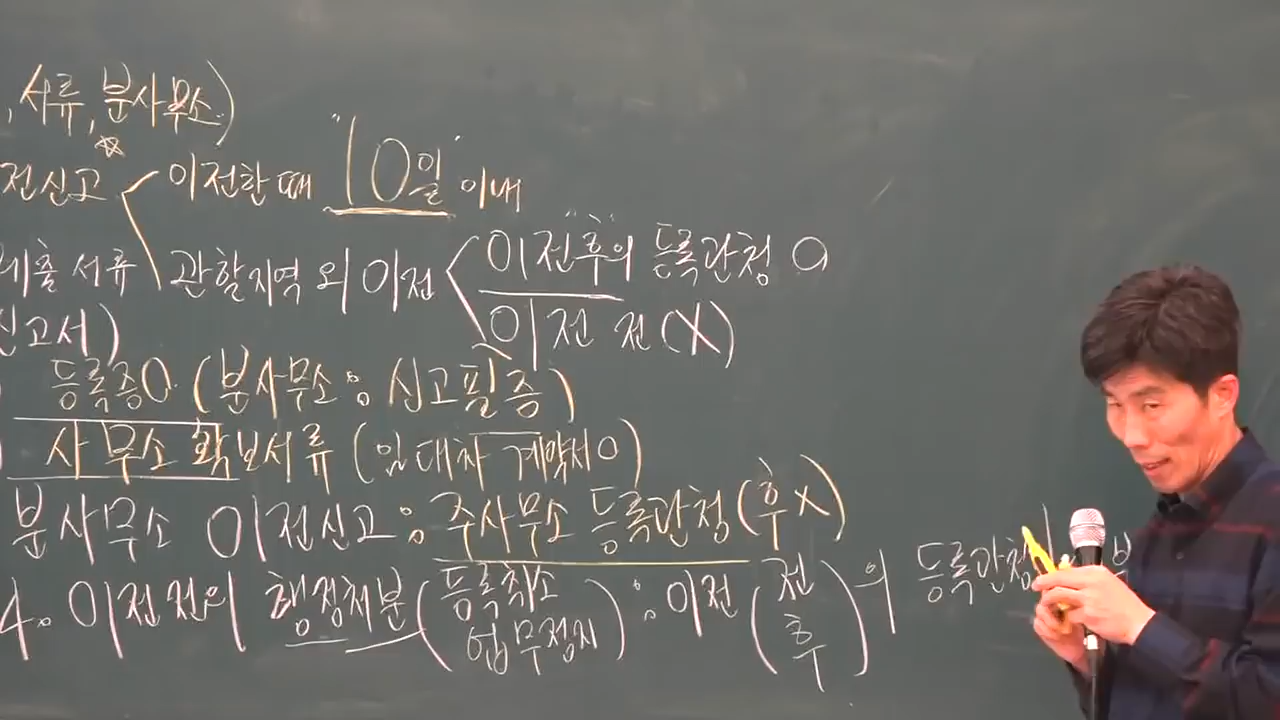 , 서류, 분사무소.)
전신고 ☆ 이전한 때 "10일" 이내
제출 서류 관할지역 외 이전 이전"후"의 등록관청 O
이전 전 (X)
신고서)
등록증O (분사무소 : 신고필증)
사무소 확보서류 (임대차 계약서O)
분사무소 이전신고 : 주사무소 등록관청 (후X)
4. 이전전의 행정처분 (등록취소 업무정지) : 이전 (전 후)의 등록관청